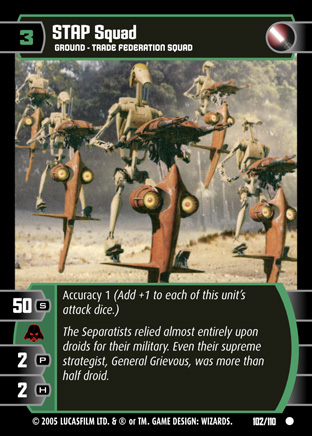 3
STAP Squad
GROUND - TRADE FEDERATION SQUAD
50 S
Accuracy 1 (Add +1 to each of this unit's
attack dice.)
The Separatists relied almost entirely upon
droids for their military. Even their supreme
strategist, General Grievous, was more than
half droid.
2 P
2 H
© 2005 LUCASFILM LTD. & ® or TM. GAME DESIGN: WIZARDS.
102/110